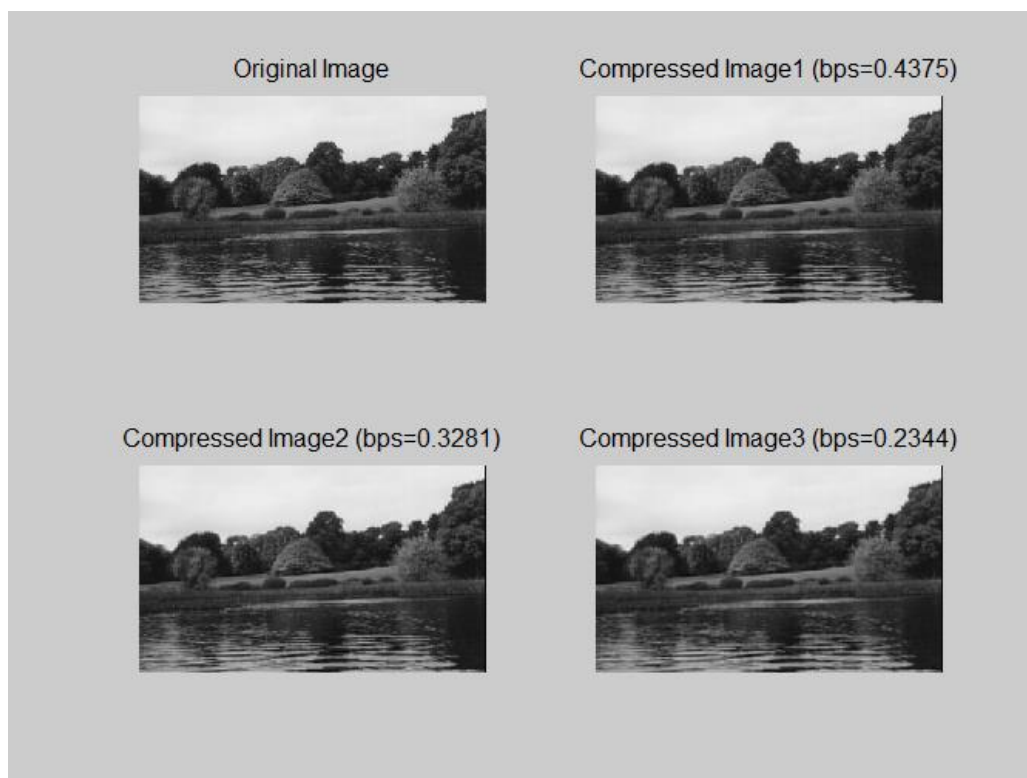 Original Image
Compressed Image1 (bps=0.4375)
Compressed Image2 (bps=0.3281)
Compressed Image3 (bps=0.2344)